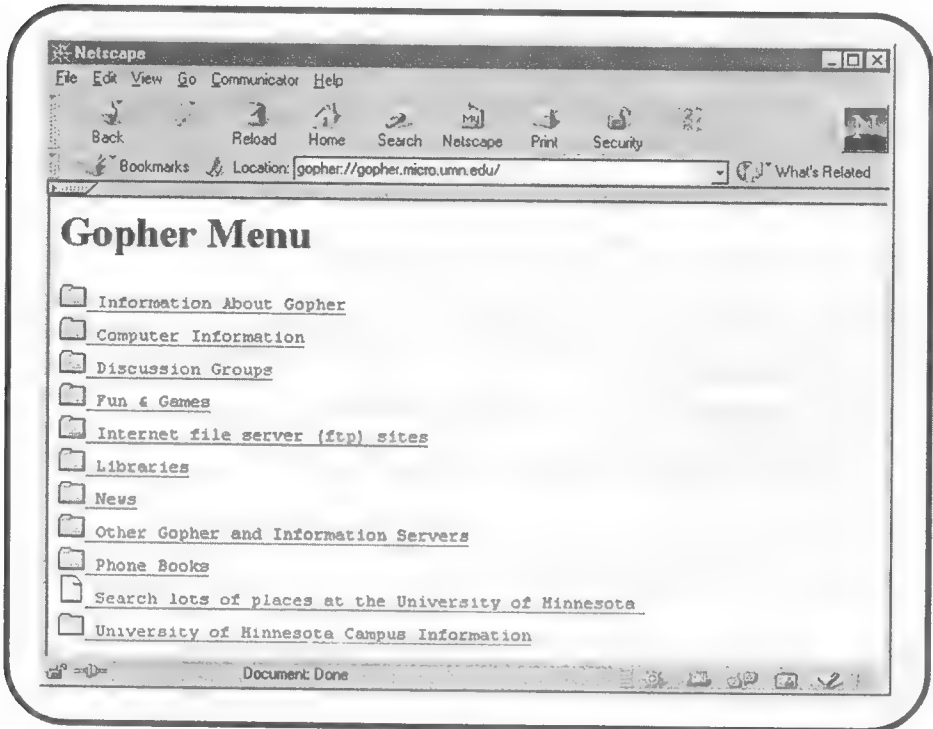 Netscape
File Edit View Go Communicator Help
Back Reload Home Search Netscape Print Security
Bookmarks Location: gopher://gopher.micro.umn.edu/ What's Related
Gopher Menu
Information About Gopher
Computer Information
Discussion Groups
Fun & Games
Internet file server (ftp) sites
Libraries
News
Other Gopher and Information Servers
Phone Books
Search lots of places at the University of Minnesota
University of Minnesota Campus Information
Document: Done